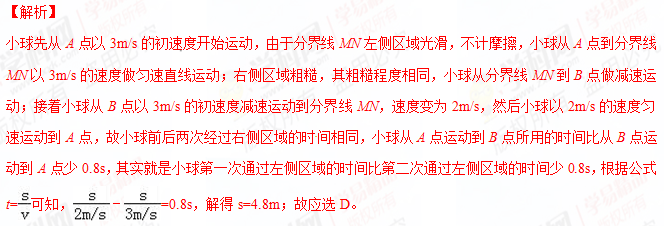 【解析】
小球先从 A 点以 3m/s 的初速度开始运动，由于分界线 MN 左侧区域光滑，不计摩擦，小球从 A 点到分界线
MN 以 3m/s 的速度做匀速直线运动；右侧区域粗糙，其粗糙程度相同，小球从分界线 MN 到 B 点做减速运
动；接着小球从 B 点以 3m/s 的初速度减速运动到分界线 MN，速度变为 2m/s，然后小球以 2m/s 的速度匀
速运动到 A 点，故小球前后两次经过右侧区域的时间相同，小球从 A 点运动到 B 点所用的时间比从 B 点运
动到 A 点少 0.8s，其实就是小球第一次通过左侧区域的时间比第二次通过左侧区域的时间少 0.8s，根据公式
t=s/v可知，s/2m/s－s/3m/s=0.8s，解得 s=4.8m；故应选 D。